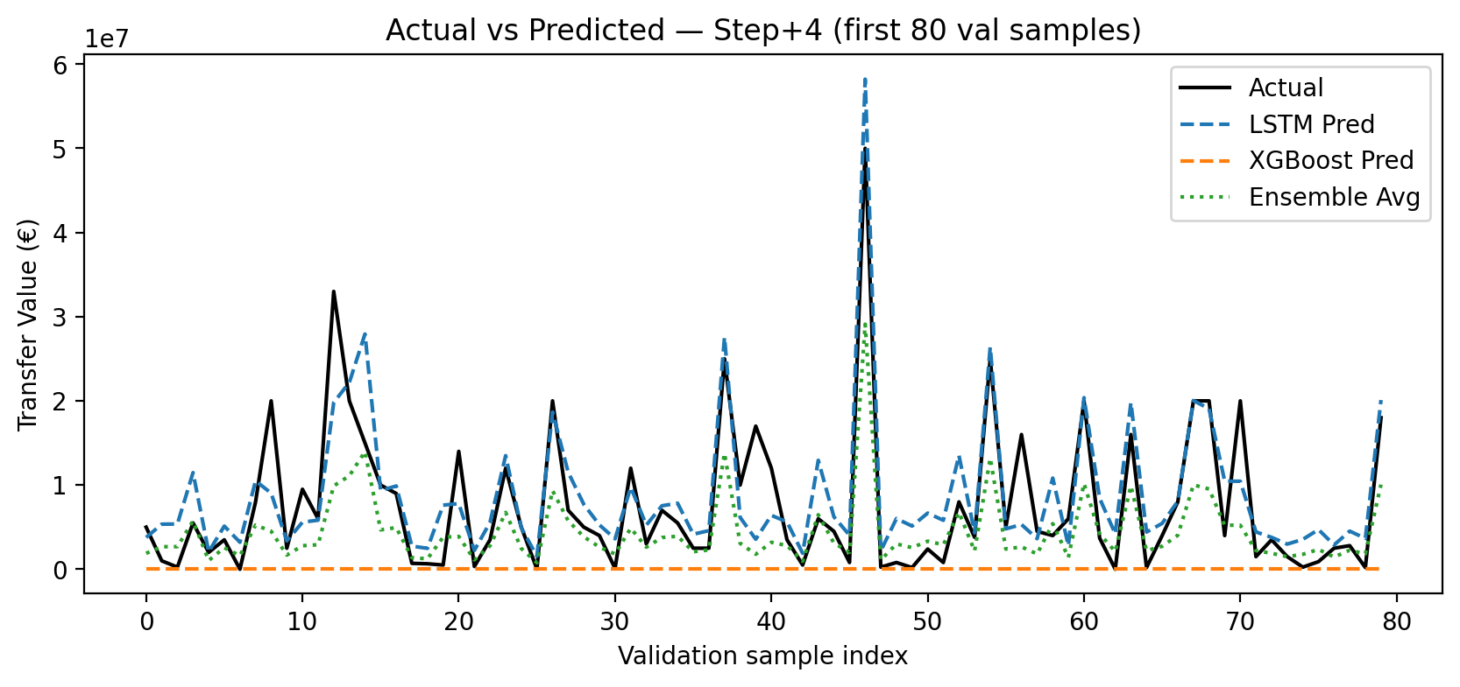 Actual vs Predicted — Step+4 (first 80 val samples)
1e7
6
5
4
3
2
1
0
Transfer Value (€)
Actual
LSTM Pred
XGBoost Pred
Ensemble Avg
0 10 20 30 40 50 60 70 80
Validation sample index